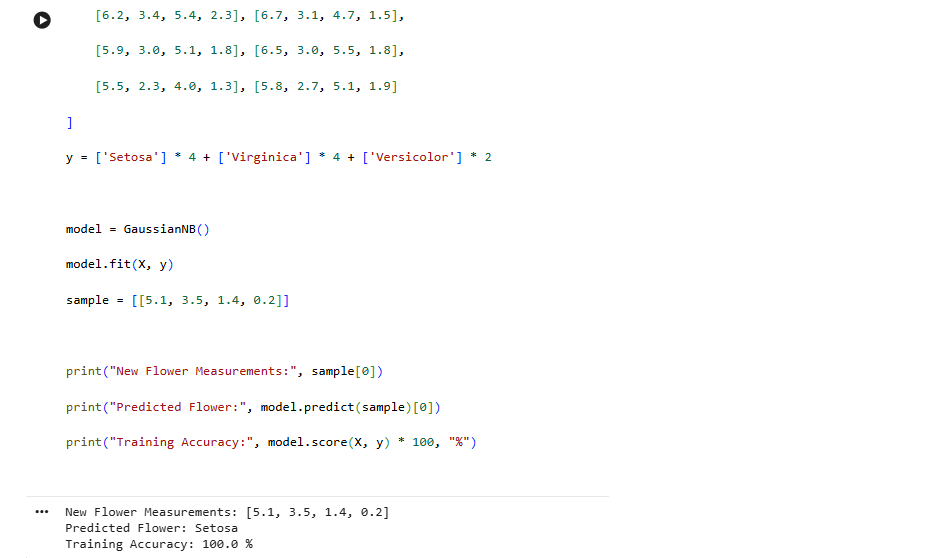 [6.2, 3.4, 5.4, 2.3], [6.7, 3.1, 4.7, 1.5],
[5.9, 3.0, 5.1, 1.8], [6.5, 3.0, 5.5, 1.8],
[5.5, 2.3, 4.0, 1.3], [5.8, 2.7, 5.1, 1.9]
]
y = ['Setosa'] * 4 + ['Virginica'] * 4 + ['Versicolor'] * 2
model = GaussianNB()
model.fit(X, y)
sample = [[5.1, 3.5, 1.4, 0.2]]
print("New Flower Measurements:", sample[0])
print("Predicted Flower:", model.predict(sample)[0])
print("Training Accuracy:", model.score(X, y) * 100, "%")
New Flower Measurements: [5.1, 3.5, 1.4, 0.2]
Predicted Flower: Setosa
Training Accuracy: 100.0 %